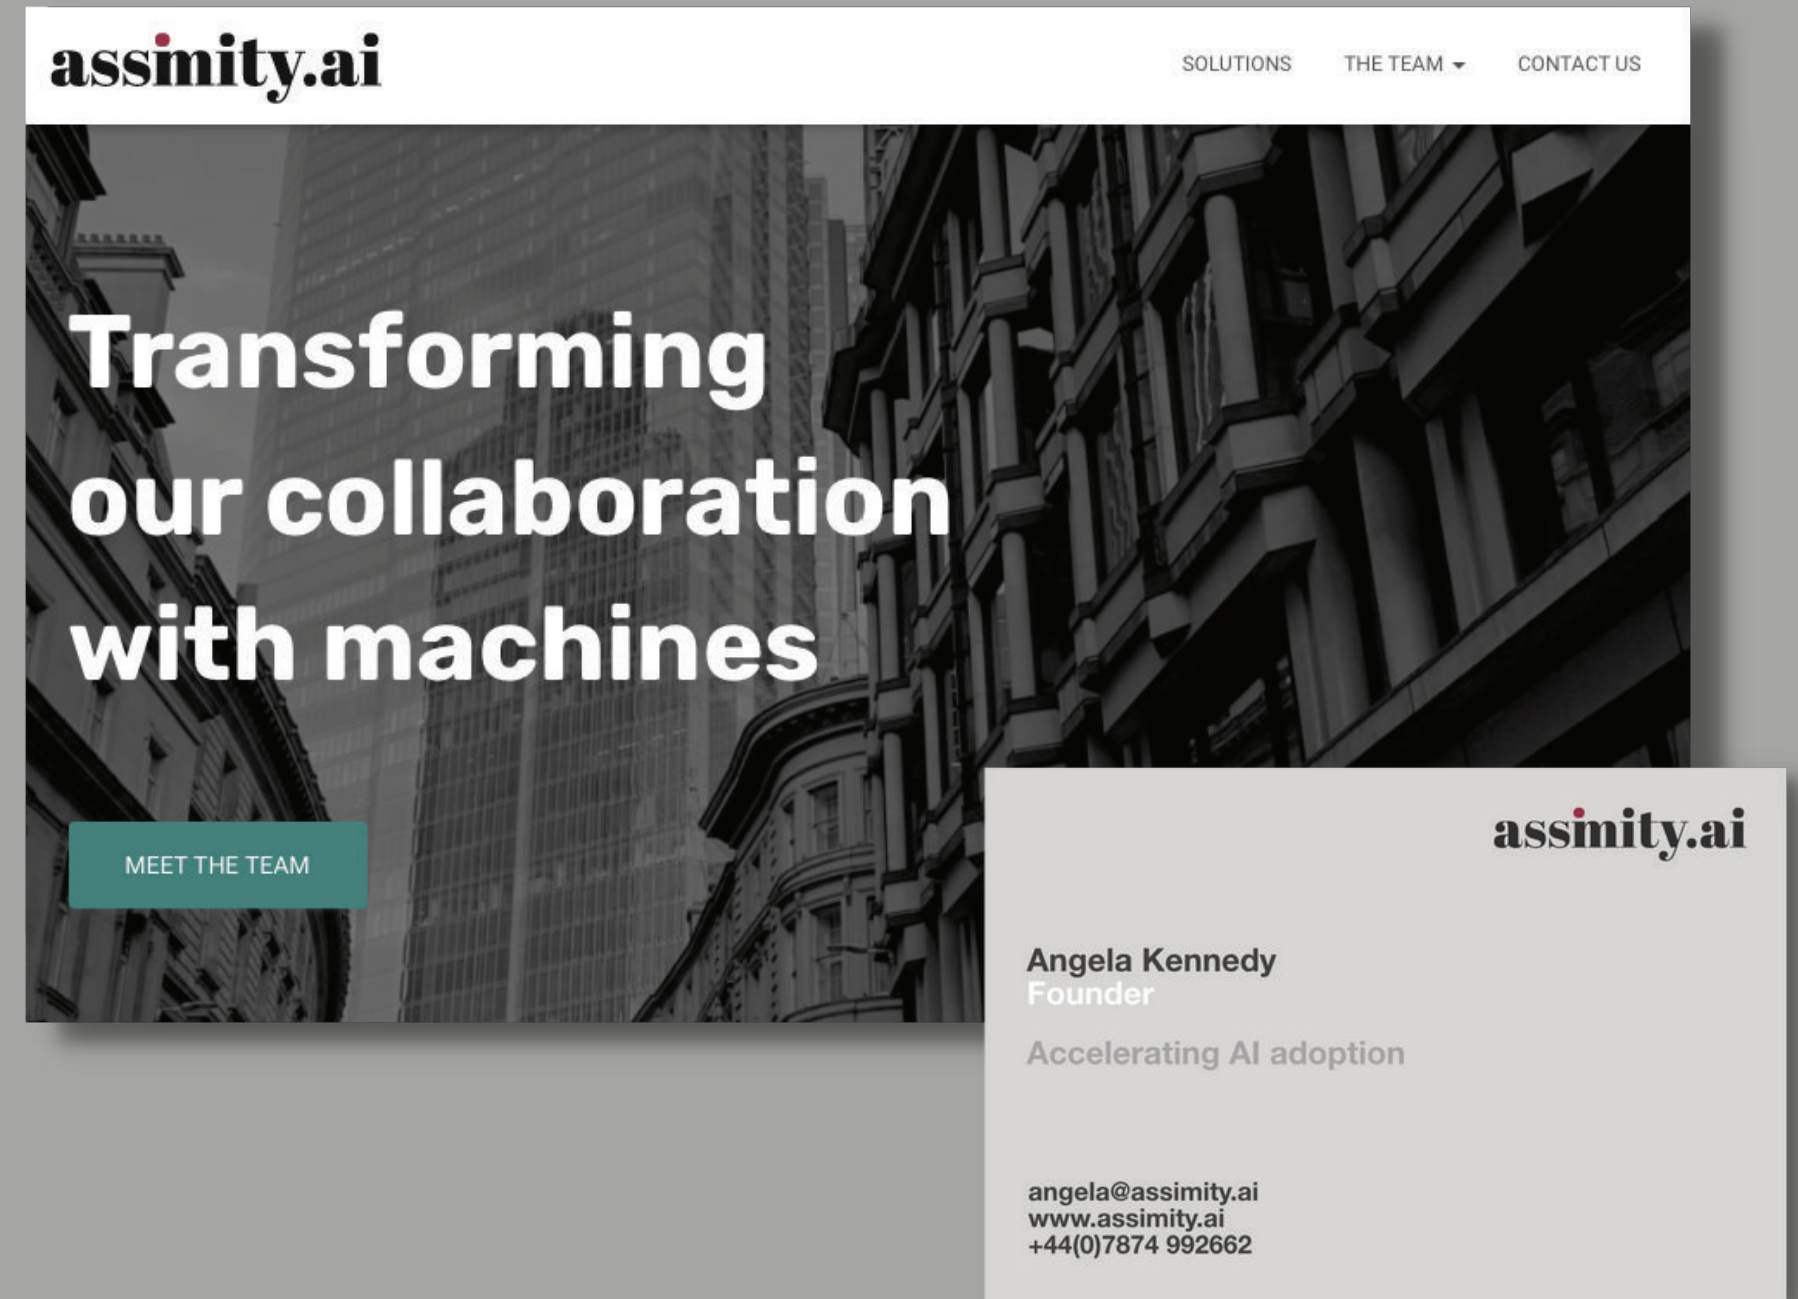 assimity.ai
SOLUTIONS
THE TEAM
CONTACT US
Transforming
our collaboration
with machines
MEET THE TEAM
assimity.ai
Angela Kennedy
Founder
Accelerating AI adoption
angela@assimity.ai
www.assimity.ai
+44(0)7874 992662